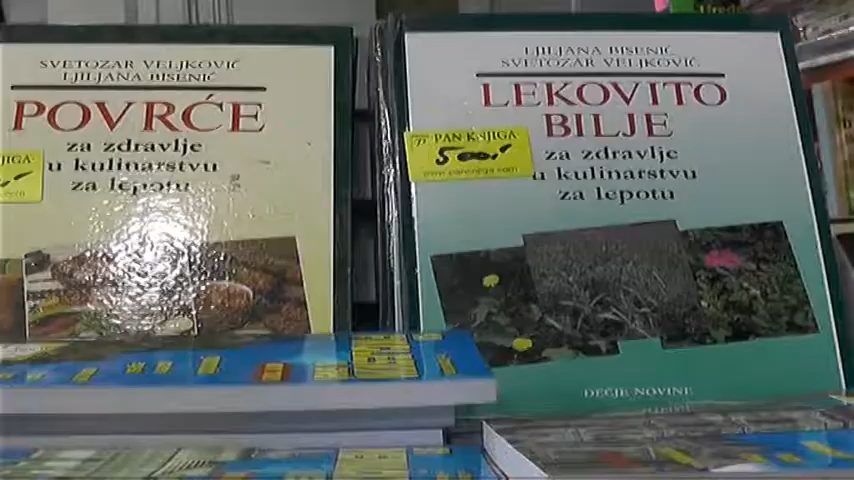 SVETOZAR VELJKOVIĆ
LJILJANA BISENIĆ
POVRĆE
za zdravlje
u kulinarstvu
za lepotu
LJILJANA BISENIĆ
SVETOZAR VELJKOVIĆ
LEKOVITO
BILJE
za zdravlje
u kulinarstvu
za lepotu
PAN KNJIGA
500,-
DEČJE NOVINE